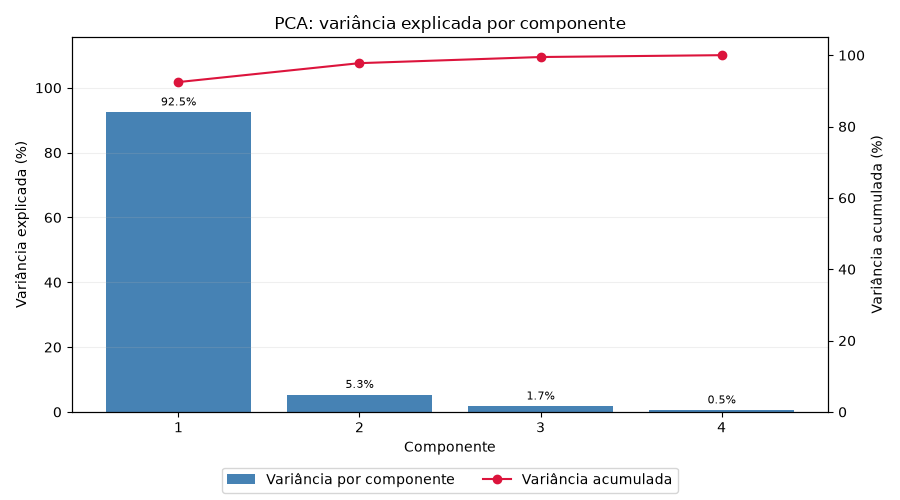 PCA: variância explicada por componente
Variância explicada (%)
100
80
60
40
20
0
92.5%
5.3%
1.7%
0.5%
100
80
60
40
20
0
Variância acumulada (%)
1 2 3 4
Componente
Variância por componente Variância acumulada